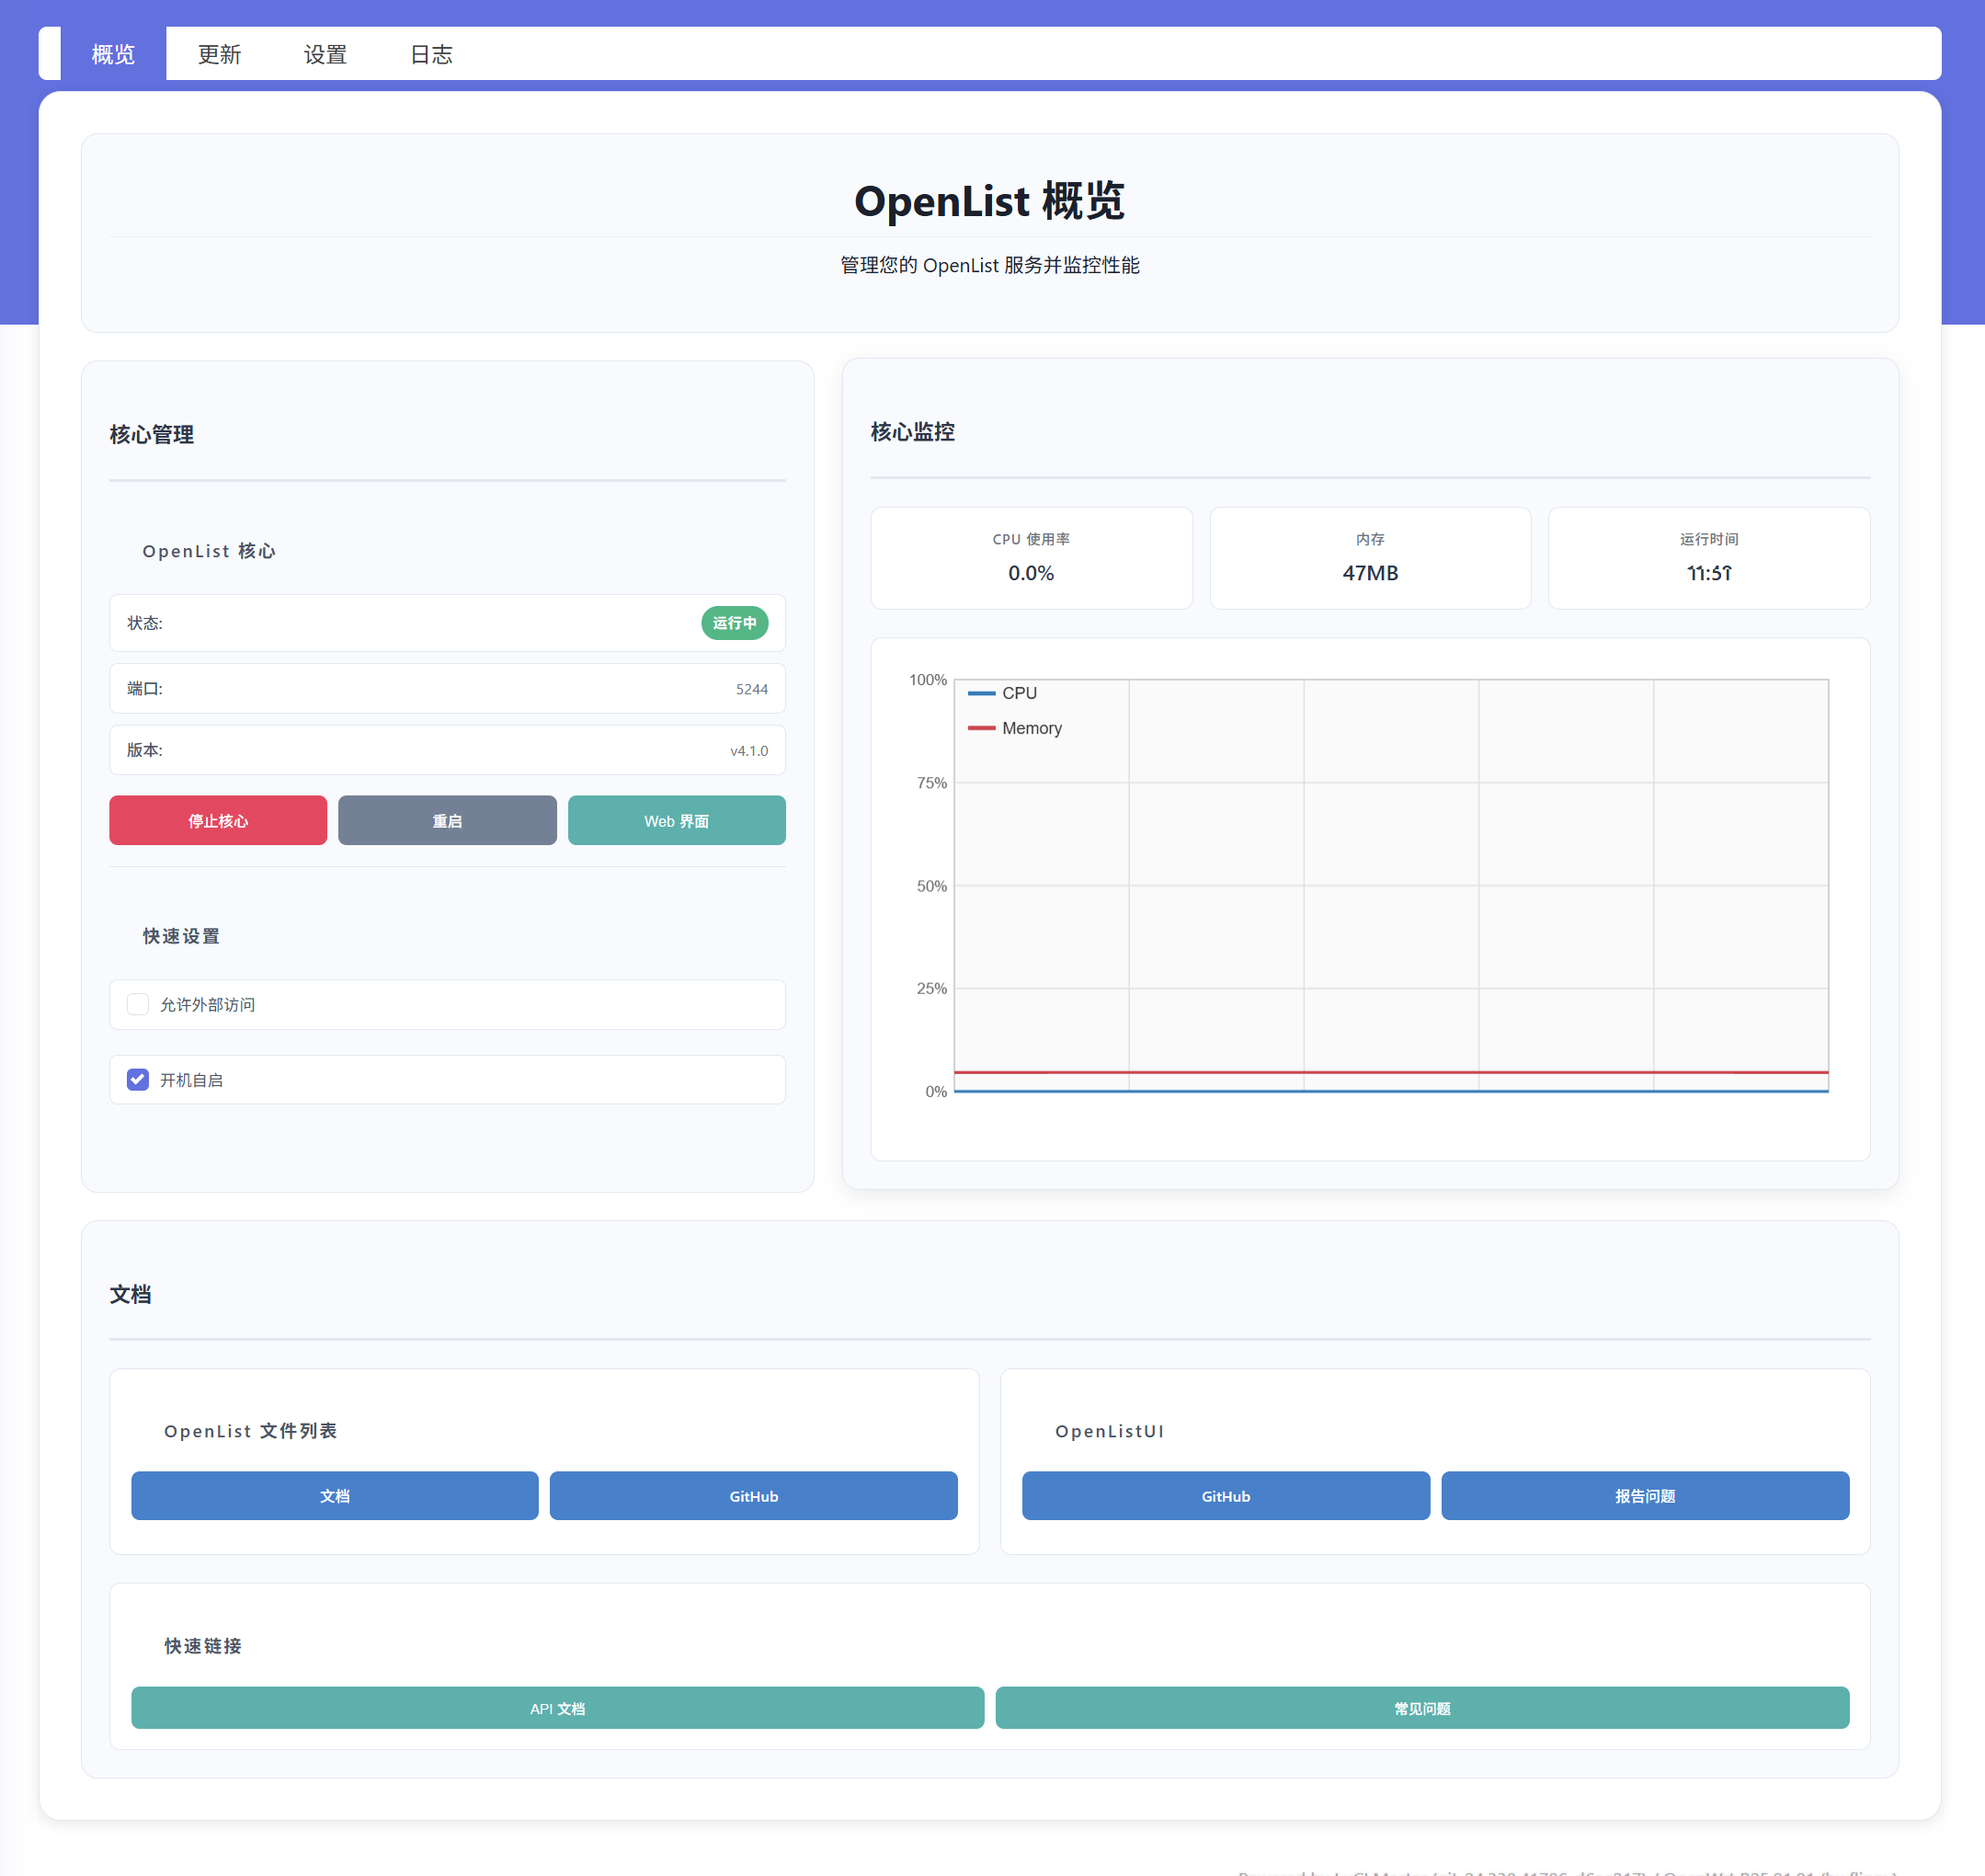 概览 更新 设置 日志
OpenList 概览
管理您的 OpenList 服务并监控性能
核心管理
OpenList 核心
状态: 运行中
端口: 5244
版本: v4.1.0
停止核心 重启 Web 界面
快速设置
允许外部访问
开机自启
核心监控
CPU 使用率
0.0%
内存
47MB
运行时间
100%
CPU
Memory
75%
50%
25%
0%
文档
OpenList 文件列表
文档 GitHub
OpenListUI
GitHub 报告问题
快速链接
API 文档 常见问题